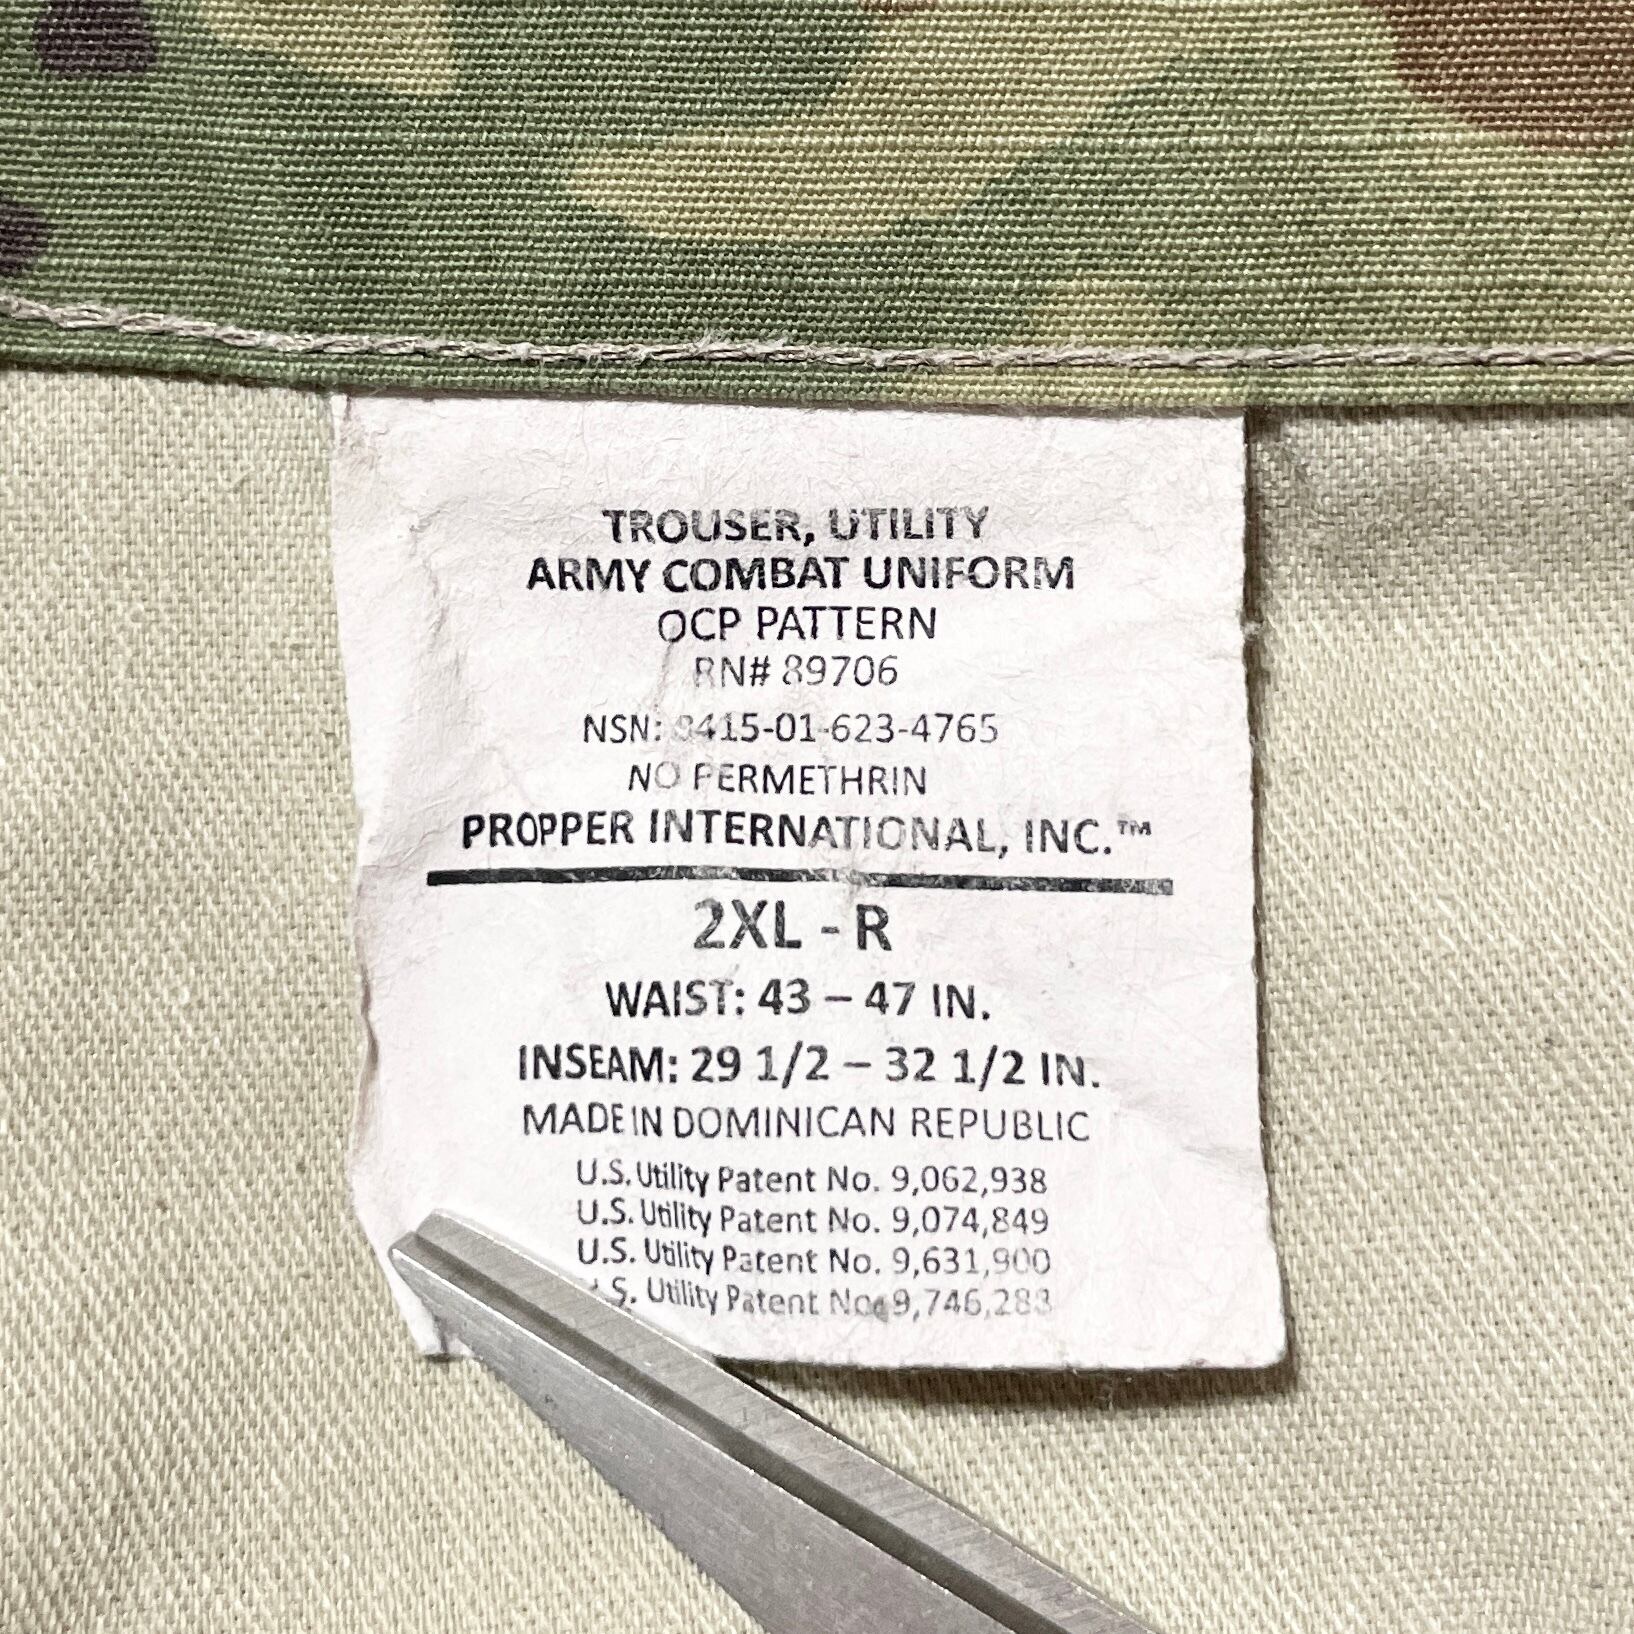 TROUSER, UTILITY
ARMY COMBAT UNIFORM
OCP PATTERN
RN# 89706
NSN: 8415-01-623-4765
NO PERMETHRIN
PROPPER INTERNATIONAL, INC.™
2XL - R
WAIST: 43 – 47 IN.
INSEAM: 29 1/2 – 32 1/2 IN.
MADE IN DOMINICAN REPUBLIC
U.S. Utility Patent No. 9,062,938
U.S. Utility Patent No. 9,074,849
U.S. Utility Patent No. 9,631,900
U.S. Utility Patent No. 9,746,288